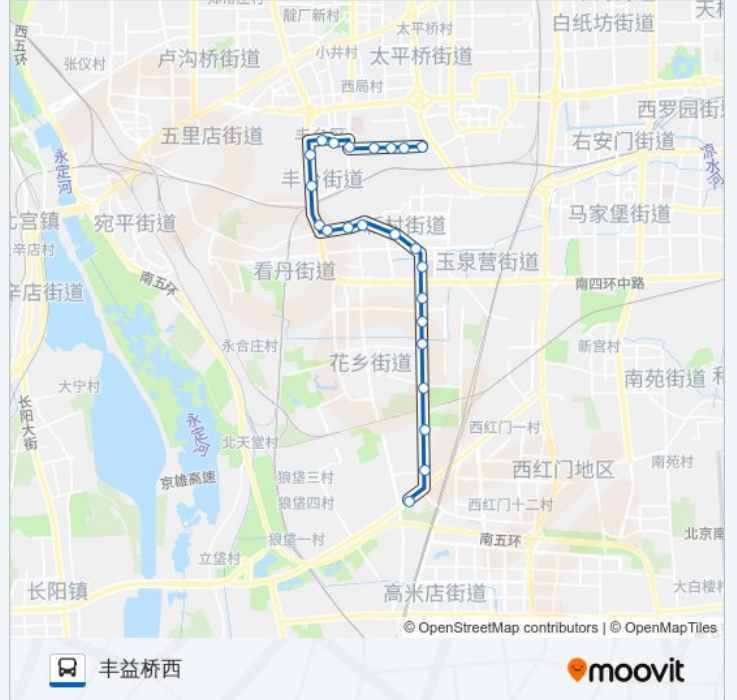 靛厂新村
太平桥村
白纸坊街道
天桥
西五环
张仪村
卢沟桥街道
小井村
太平桥街道
西局村
西罗园街道
五里店街道
右安门街道
凉水河
永定河
街道
北宫镇
宛平街道
新村街道
马家堡街道
辛店村
看丹街道
玉泉营街道
辛店街道
南五环
南四环中路
永合庄村
花乡街道
新宫村
大宁村
南苑街道
长阳大街
永定河
北天堂村
西红门一村
京雄高速
狼垡三村
西红门地区
南苑村
狼垡四村
西红门十二村
狼垡一村
南五环
北京南
立垡村
长阳镇
高米店街道
大白楼村
© OpenStreetMap contributors | © OpenMapTiles
丰益桥西
moovit